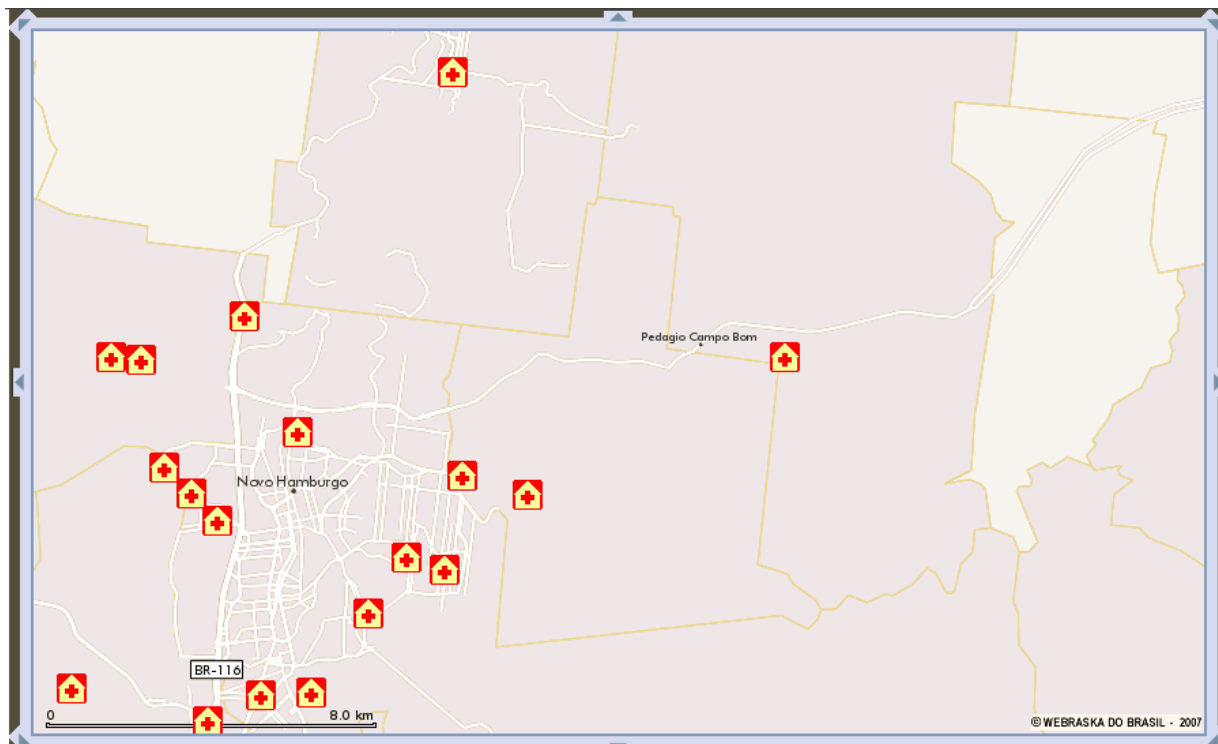 Pedagio Campo Bom
Novo Hamburgo
BR-116
0 8.0 km
© WEBRASKA DO BRASIL - 2007